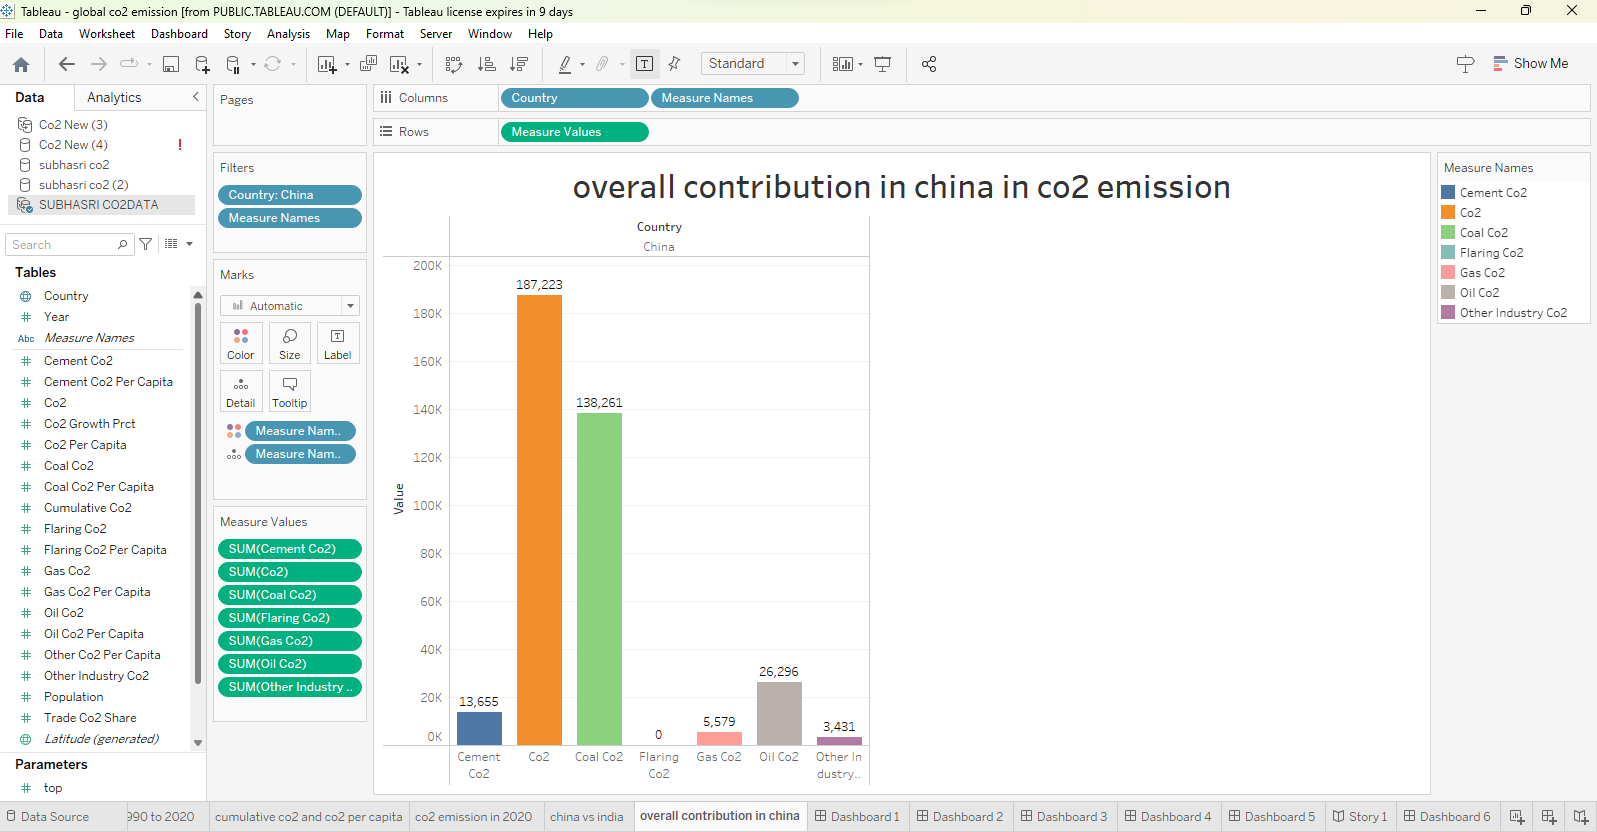 Tableau - global co2 emission [from PUBLIC.TABLEAU.COM (DEFAULT)] - Tableau license expires in 9 days
File Data Worksheet Dashboard Story Analysis Map Format Server Window Help
Standard
Show Me
Data Analytics
Co2 New (3)
Co2 New (4) !
subhasri co2
subhasri co2 (2)
SUBHASRI CO2DATA
Search
Tables
Country
Year
Abc Measure Names
Cement Co2
Cement Co2 Per Capita
Co2
Co2 Growth Prct
Co2 Per Capita
Coal Co2
Coal Co2 Per Capita
Cumulative Co2
Flaring Co2
Flaring Co2 Per Capita
Gas Co2
Gas Co2 Per Capita
Oil Co2
Oil Co2 Per Capita
Other Co2 Per Capita
Other Industry Co2
Population
Trade Co2 Share
Latitude (generated)
Parameters
top
Pages
Filters
Country: China
Measure Names
Marks
Automatic
Color Size Label
Detail Tooltip
Measure Nam..
Measure Nam..
Measure Values
SUM(Cement Co2)
SUM(Co2)
SUM(Coal Co2)
SUM(Flaring Co2)
SUM(Gas Co2)
SUM(Oil Co2)
SUM(Other Industry ..
Columns Country Measure Names
Rows Measure Values
overall contribution in china in co2 emission
Country
China
Value
200K
180K
160K
140K
120K
100K
80K
60K
40K
20K
0K
13,655
187,223
138,261
0
5,579
26,296
3,431
Cement Co2
Co2
Coal Co2
Flaring Co2
Gas Co2
Oil Co2
Other In
dustry..
Measure Names
Cement Co2
Co2
Coal Co2
Flaring Co2
Gas Co2
Oil Co2
Other Industry Co2
Data Source 990 to 2020 cumulative co2 and co2 per capita co2 emission in 2020 china vs india overall contribution in china Dashboard 1 Dashboard 2 Dashboard 3 Dashboard 4 Dashboard 5 Story 1 Dashboard 6